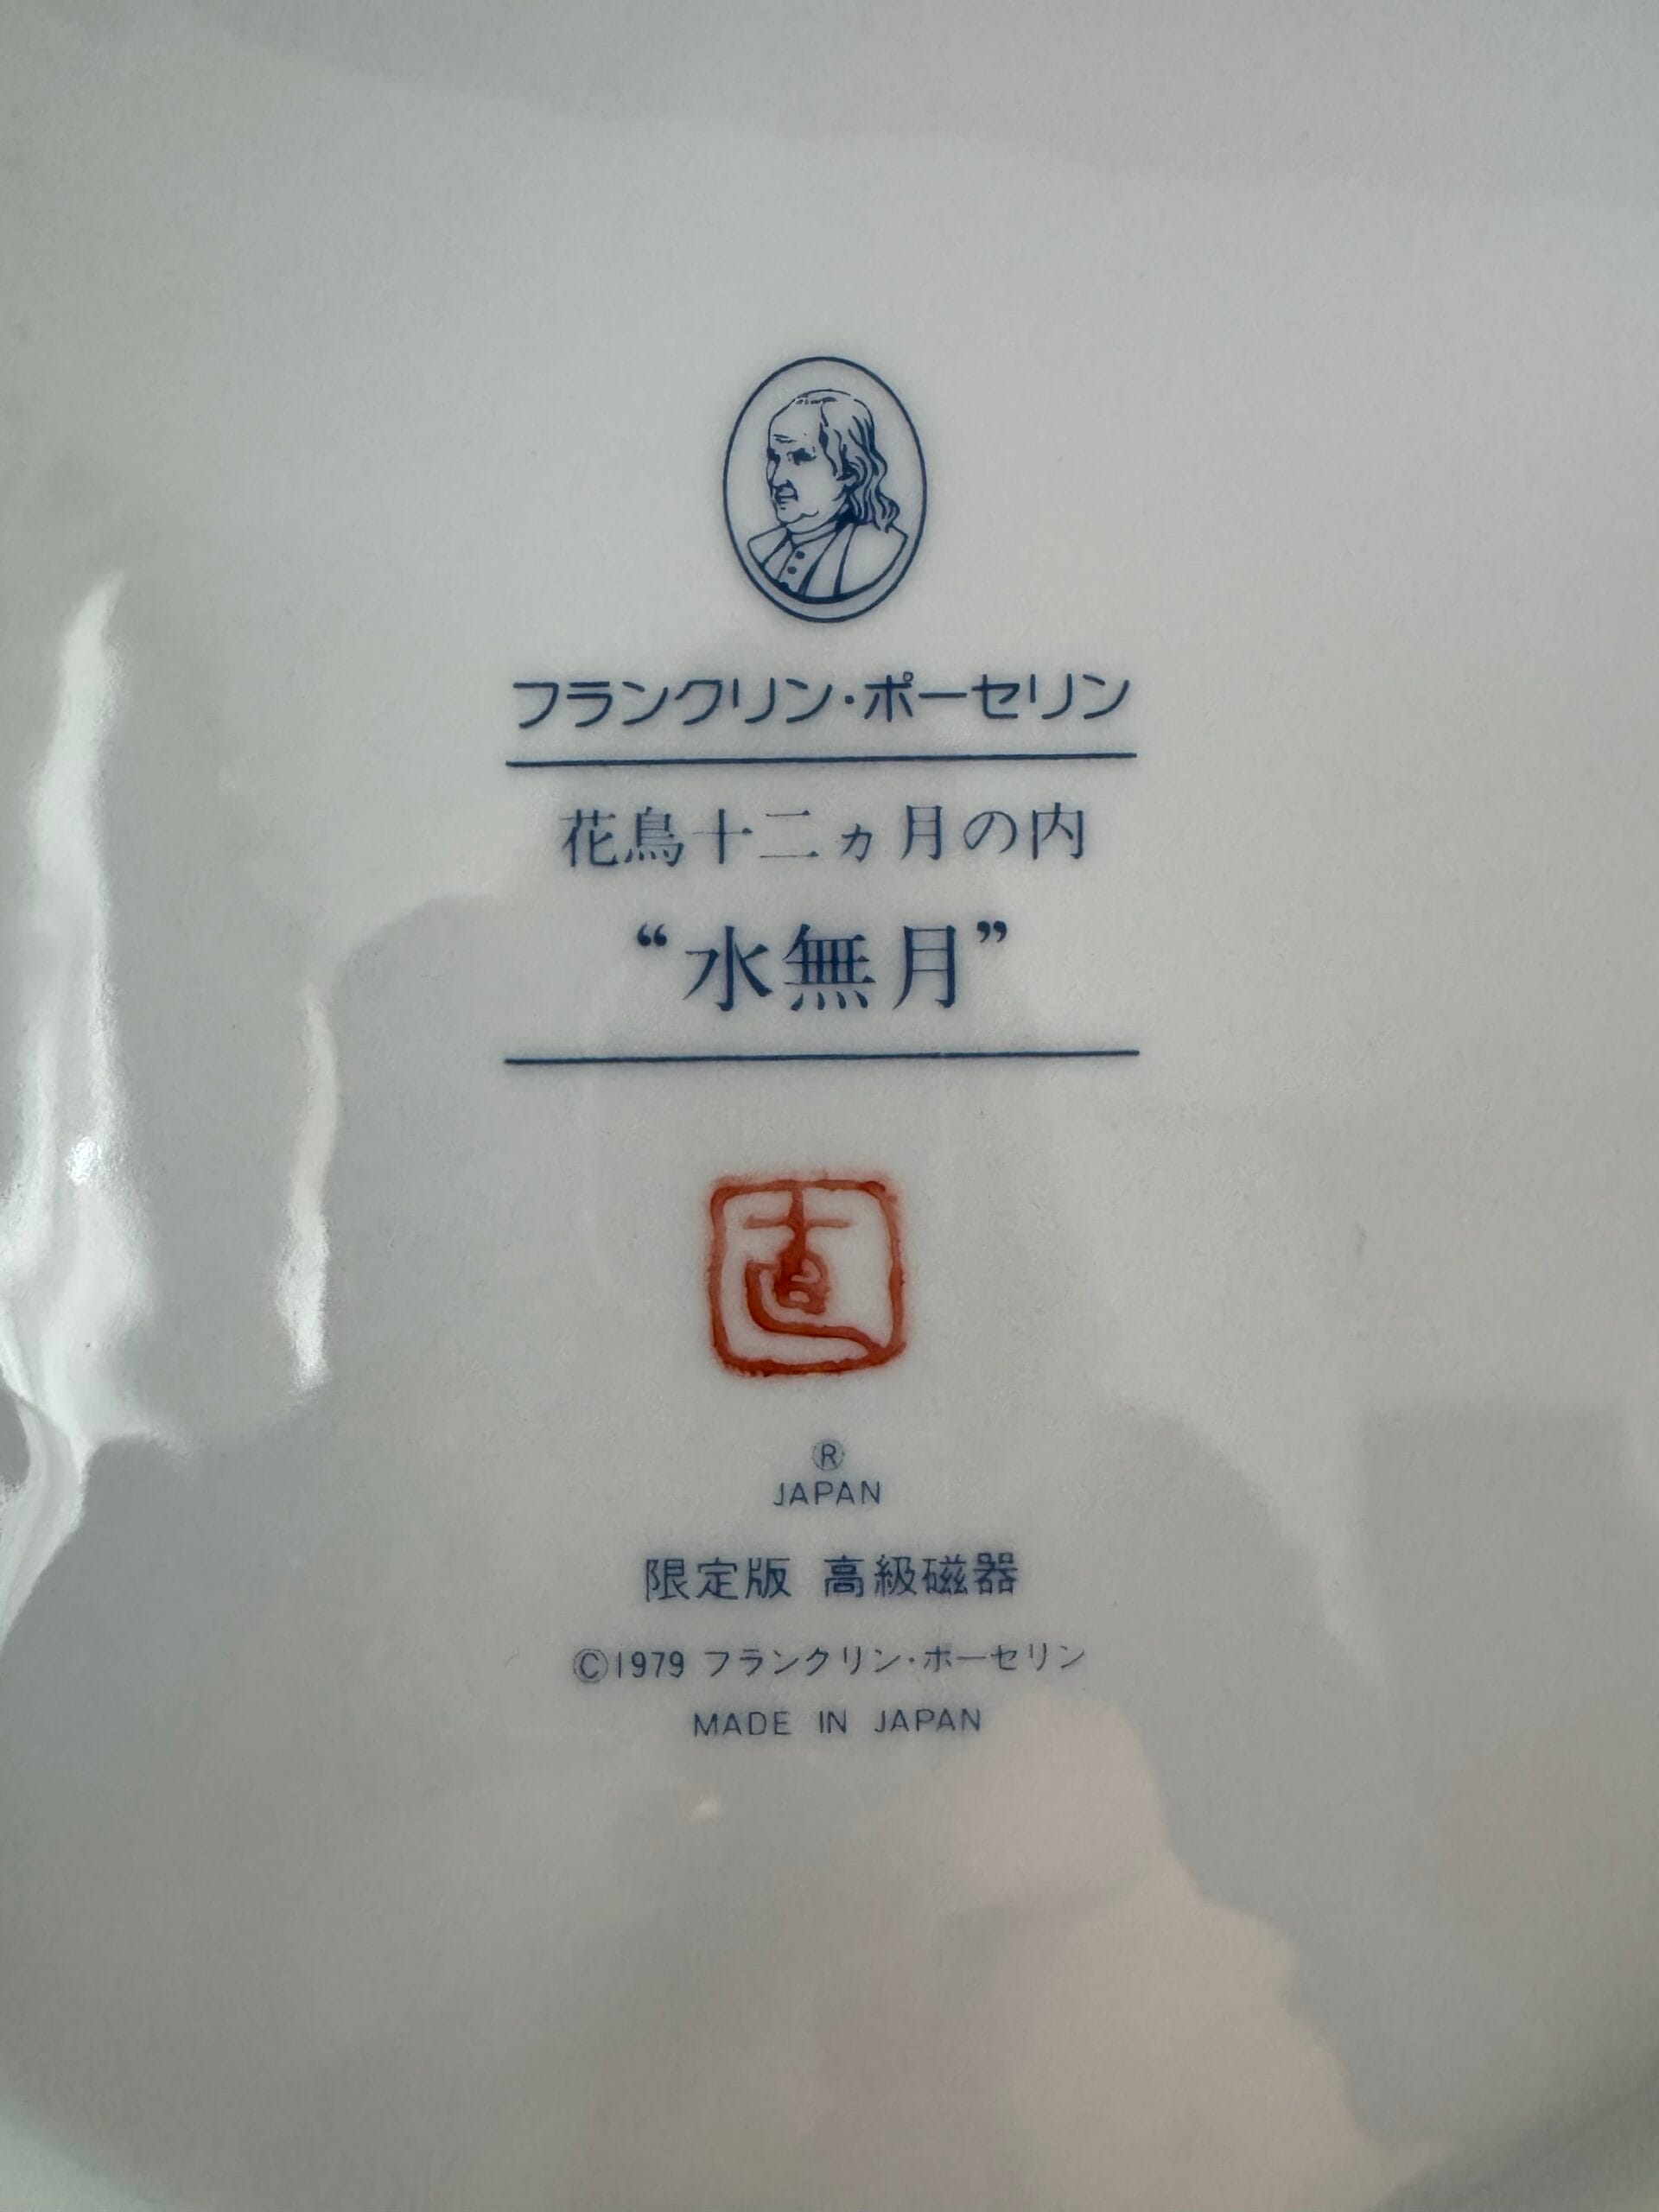 フランクリン・ポーセリン
花鳥十二ヵ月の内
“水無月”
®
JAPAN
限定版 高級磁器
©1979 フランクリン・ポーセリン
MADE IN JAPAN